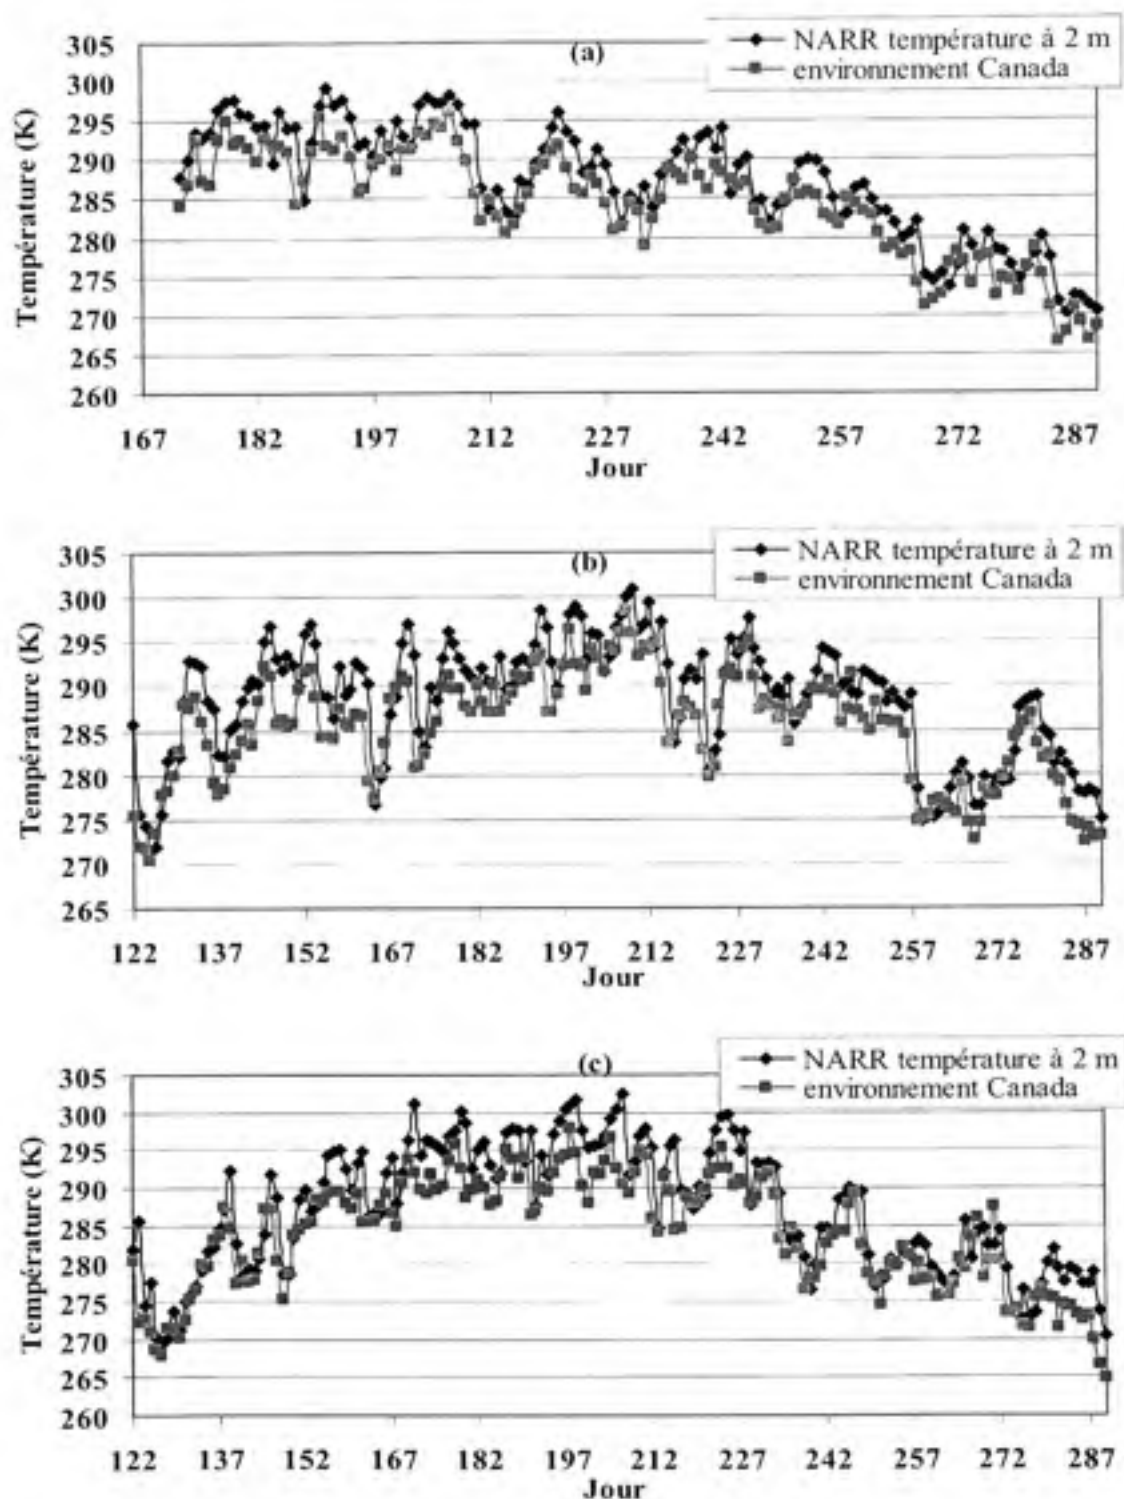 (a)
NARR température à 2 m
environnement Canada
Température (K)
305
300
295
290
285
280
275
270
265
260
167 182 197 212 227 242 257 272 287
Jour
(b)
NARR température à 2 m
environnement Canada
Température (K)
305
300
295
290
285
280
275
270
265
122 137 152 167 182 197 212 227 242 257 272 287
Jour
(c)
NARR température à 2 m
environnement Canada
Température (K)
305
300
295
290
285
280
275
270
265
260
122 137 152 167 182 197 212 227 242 257 272 287
Jour